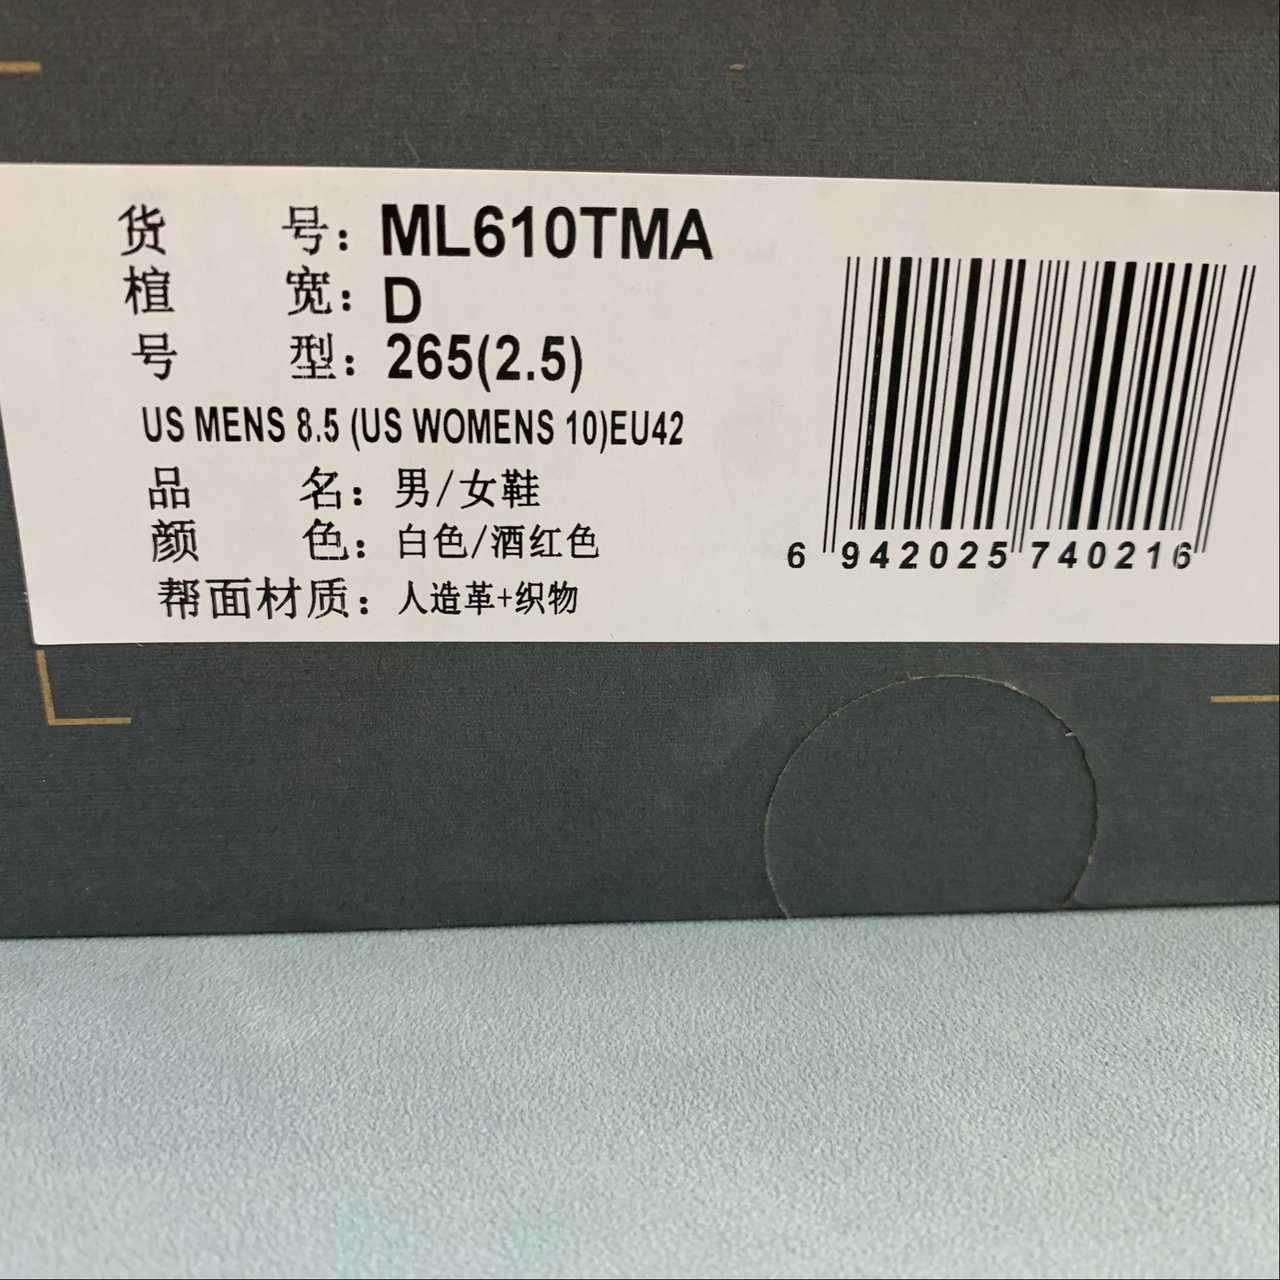 货 号：ML610TMA
楦 宽：D
号 型：265(2.5)
US MENS 8.5 (US WOMENS 10)EU42
品 名：男/女鞋
颜 色：白色/酒红色
帮面材质：人造革+织物
6 942025 740216